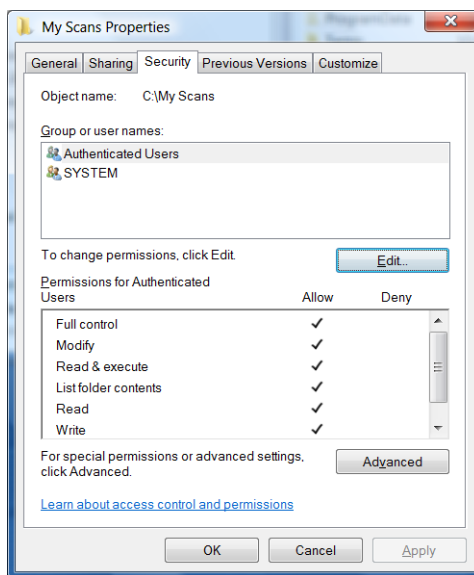 My Scans Properties
General Sharing Security Previous Versions Customize
Object name: C:\My Scans
Group or user names:
Authenticated Users
SYSTEM
To change permissions, click Edit.
Edit...
Permissions for Authenticated
Users Allow Deny
Full control
Modify
Read & execute
List folder contents
Read
Write
For special permissions or advanced settings,
click Advanced.
Advanced
Learn about access control and permissions
OK Cancel Apply